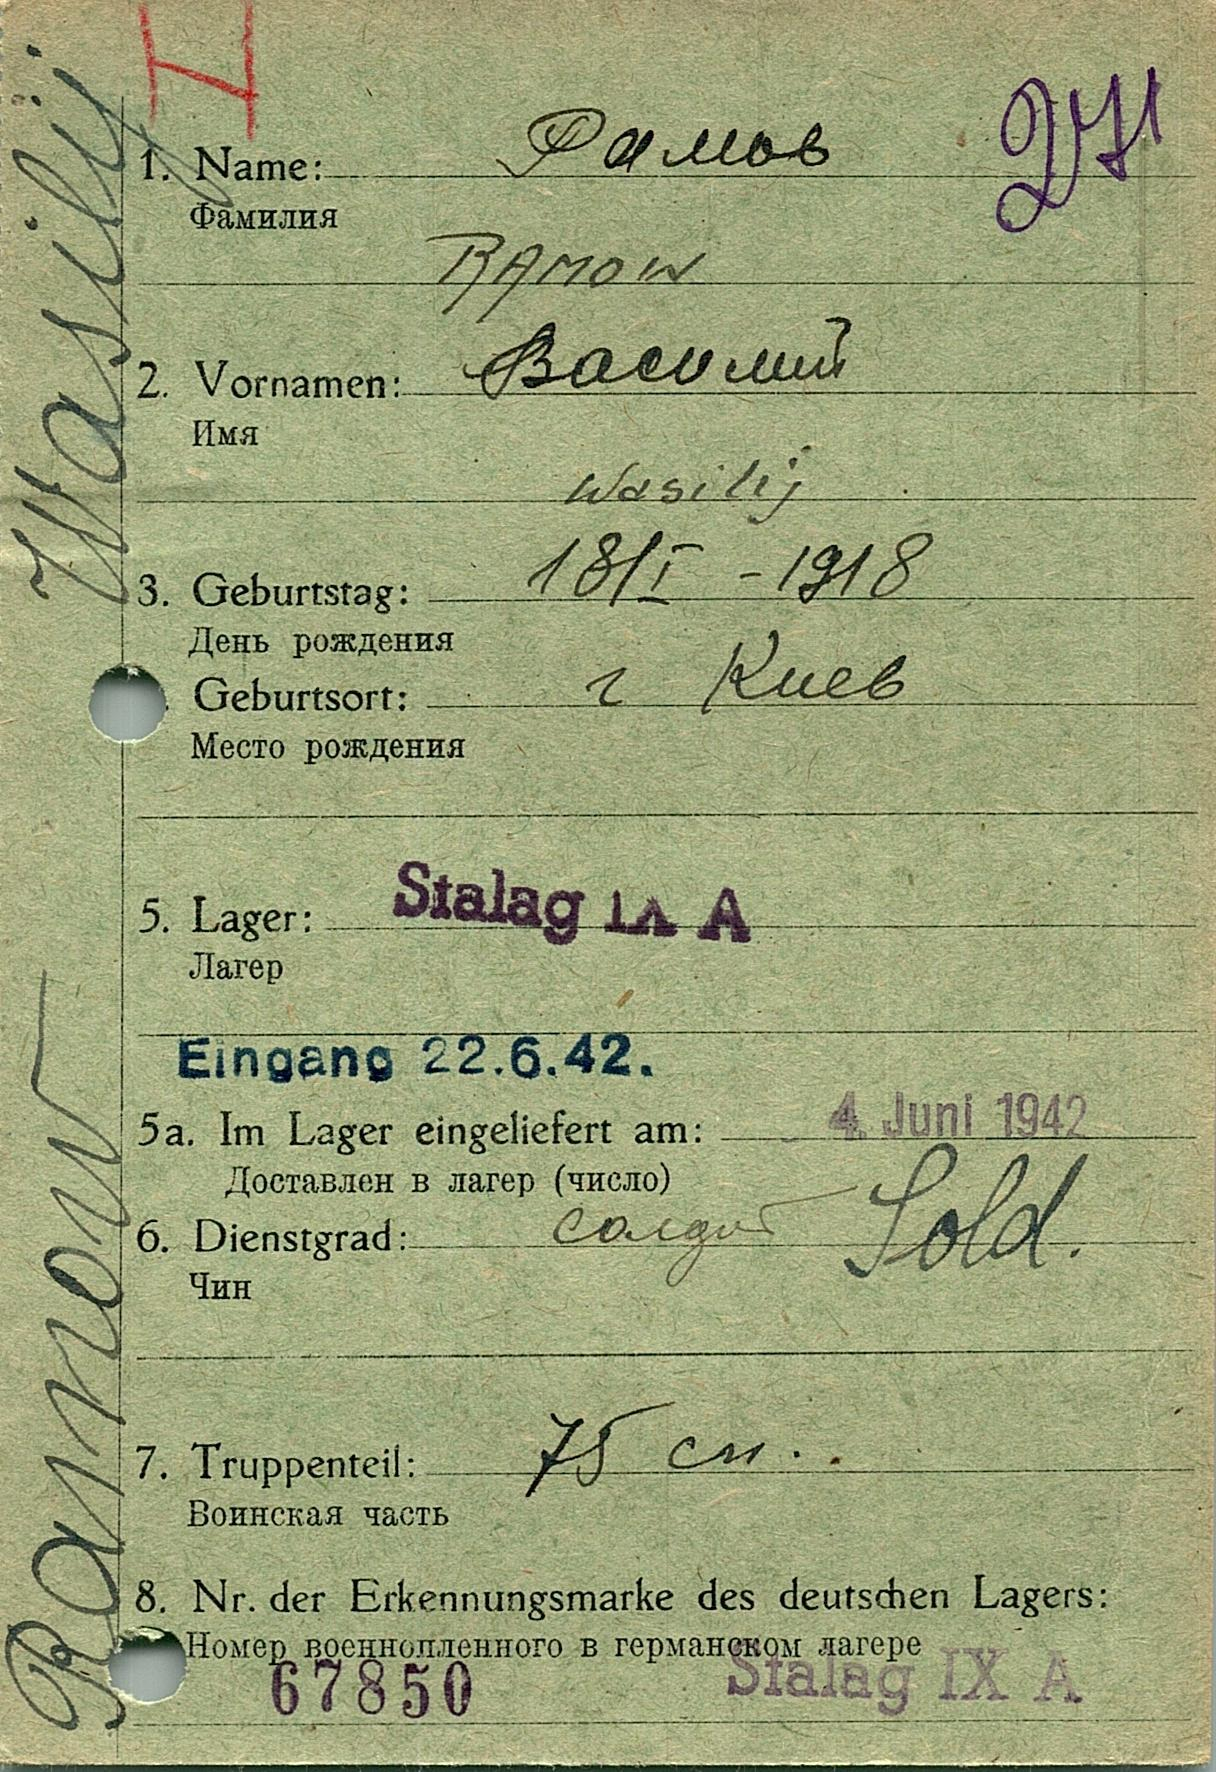 1. Name: Рамов
Фамилия
RAMOW
2. Vornamen: Василий
Имя
Wasilij
3. Geburtstag: 18/I - 1918
День рождения
Geburtsort: г Киев
Место рождения
5. Lager: Stalag IX A
Лагер
Eingang 22.6.42.
5a. Im Lager eingeliefert am: 4. Juni 1942
Доставлен в лагер (число)
6. Dienstgrad: солдат Sold.
Чин
7. Truppenteil: 75 сп.
Воинская часть
8. Nr. der Erkennungsmarke des deutschen Lagers:
Номер военнопленного в германском лагере
67850 Stalag IX A
Ramow Wasilij